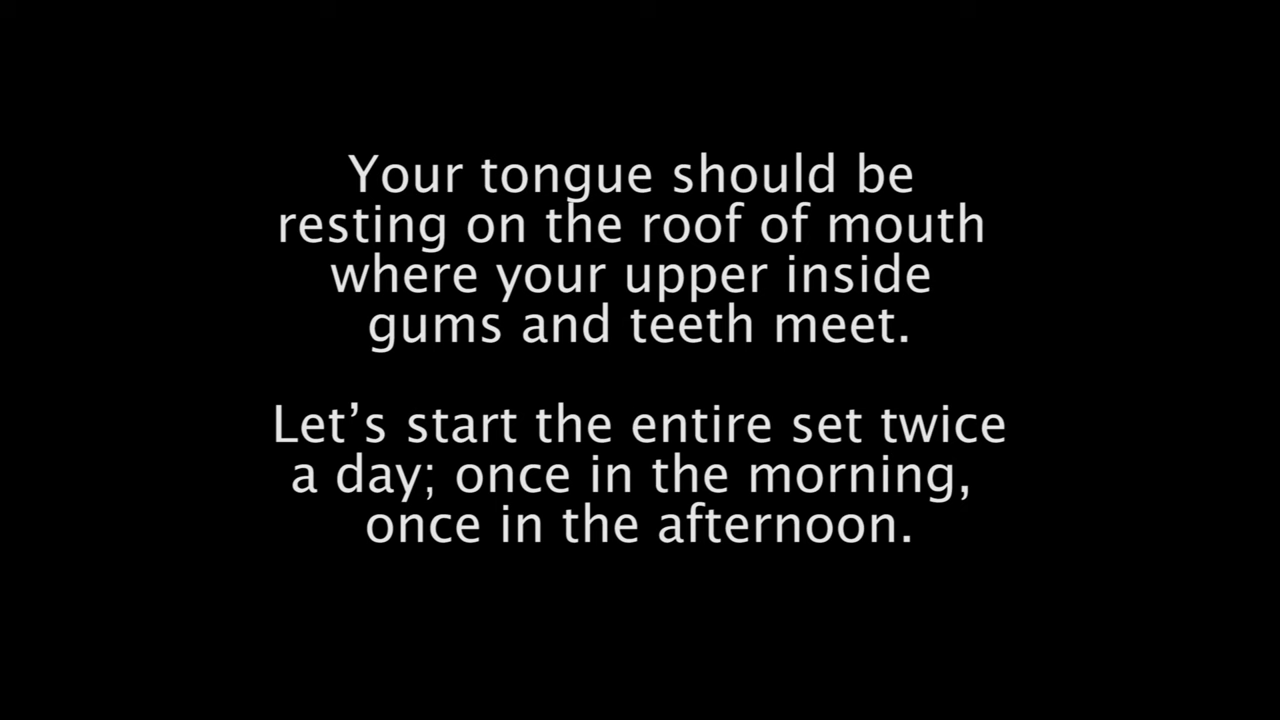 Your tongue should be
resting on the roof of mouth
where your upper inside
gums and teeth meet.
Let’s start the entire set twice
a day; once in the morning,
once in the afternoon.